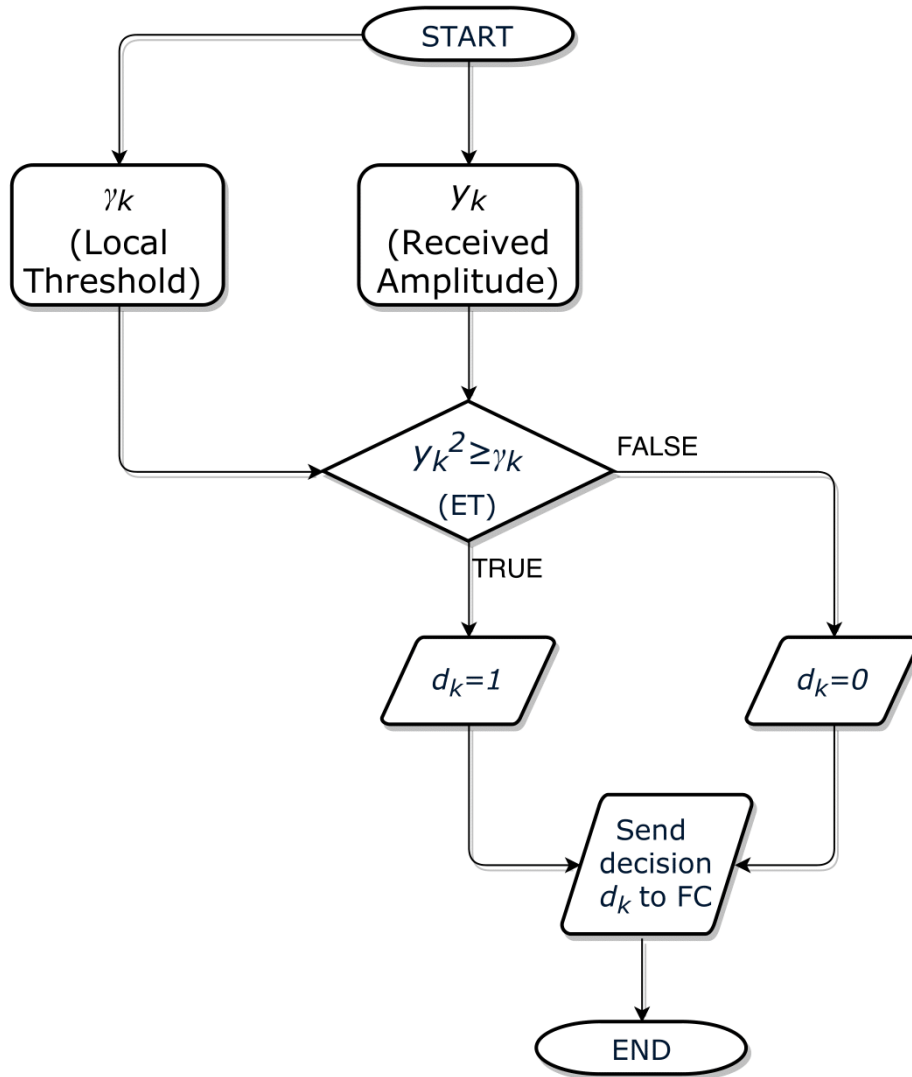 START
γk
(Local
Threshold)
yk
(Received
Amplitude)
yk²≥γk
(ET)
FALSE
TRUE
dk=1
dk=0
Send
decision
dk to FC
END